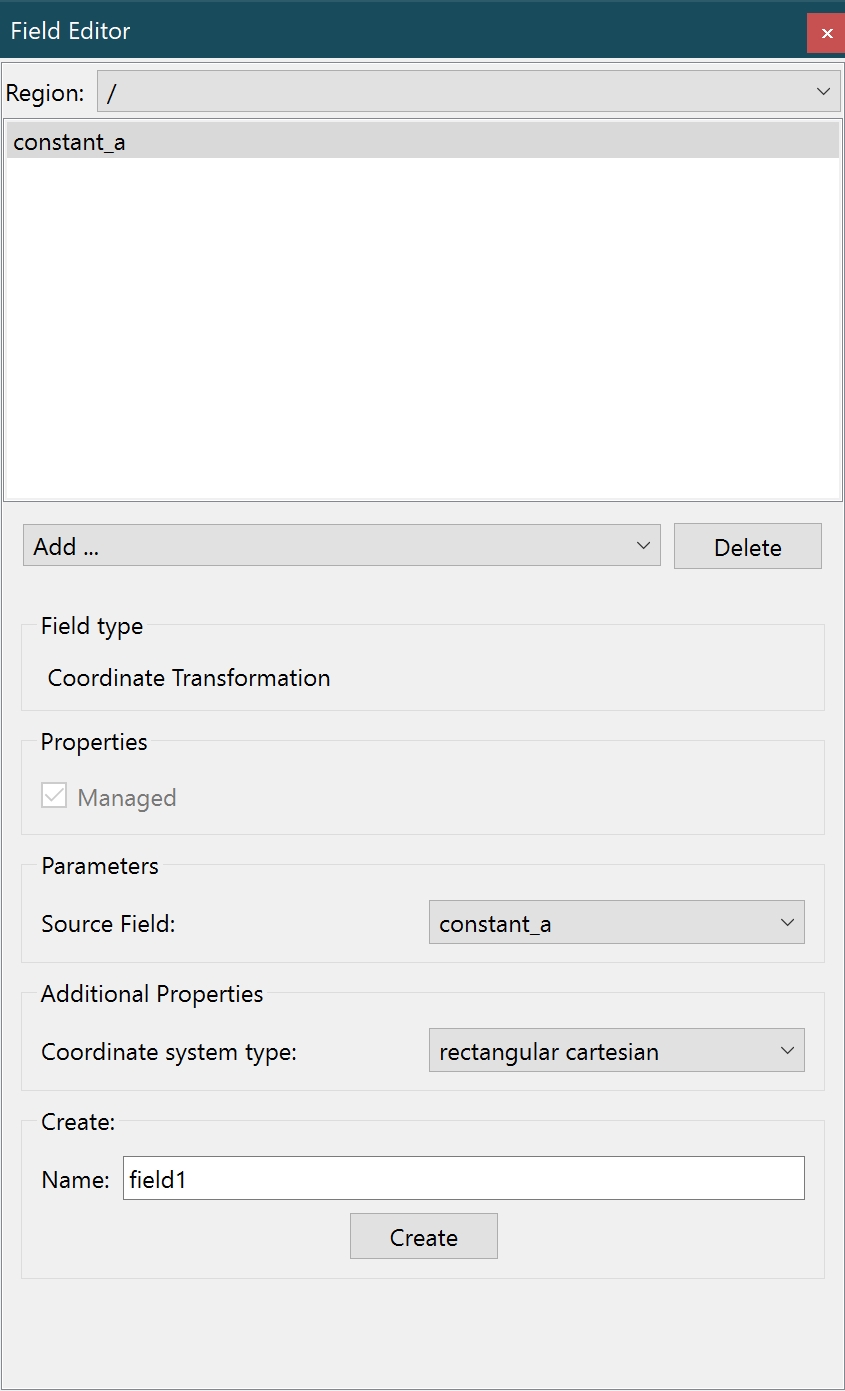 Field Editor
Region: /
constant_a
Add ... Delete
Field type
Coordinate Transformation
Properties
Managed
Parameters
Source Field: constant_a
Additional Properties
Coordinate system type: rectangular cartesian
Create:
Name: field1
Create